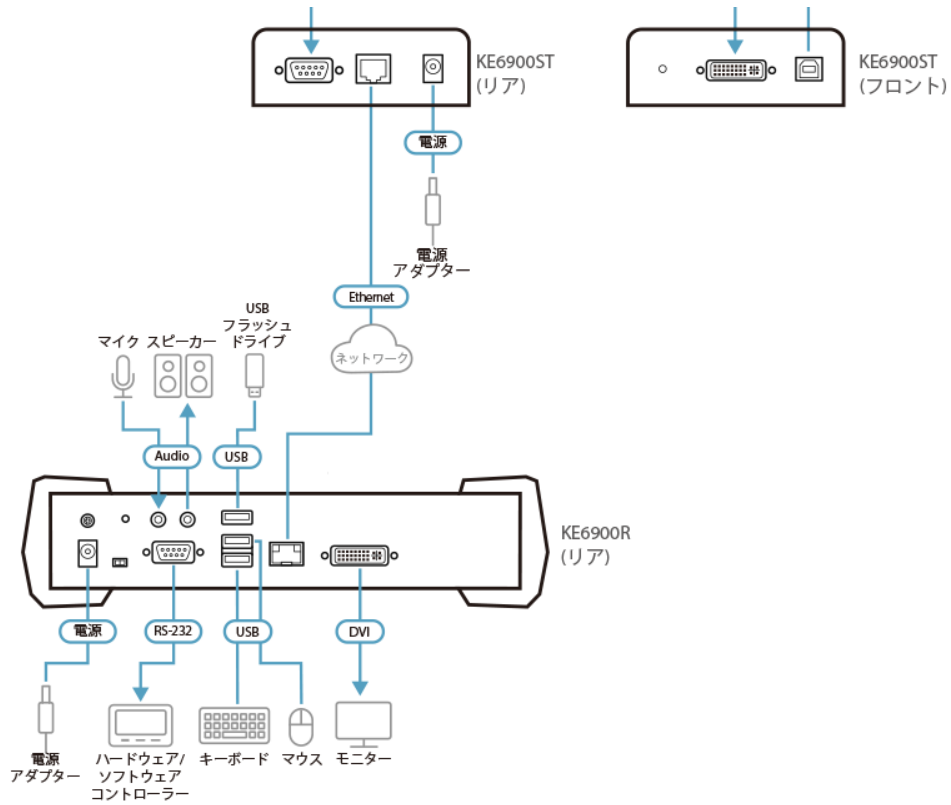 KE6900ST
(リア)
KE6900ST
(フロント)
電源
電源
アダプター
Ethernet
ネットワーク
USB
フラッシュ
ドライブ
マイク
スピーカー
Audio
USB
KE6900R
(リア)
電源
RS-232
USB
DVI
電源
アダプター
ハードウェア/
ソフトウェア
コントローラー
キーボード
マウス
モニター